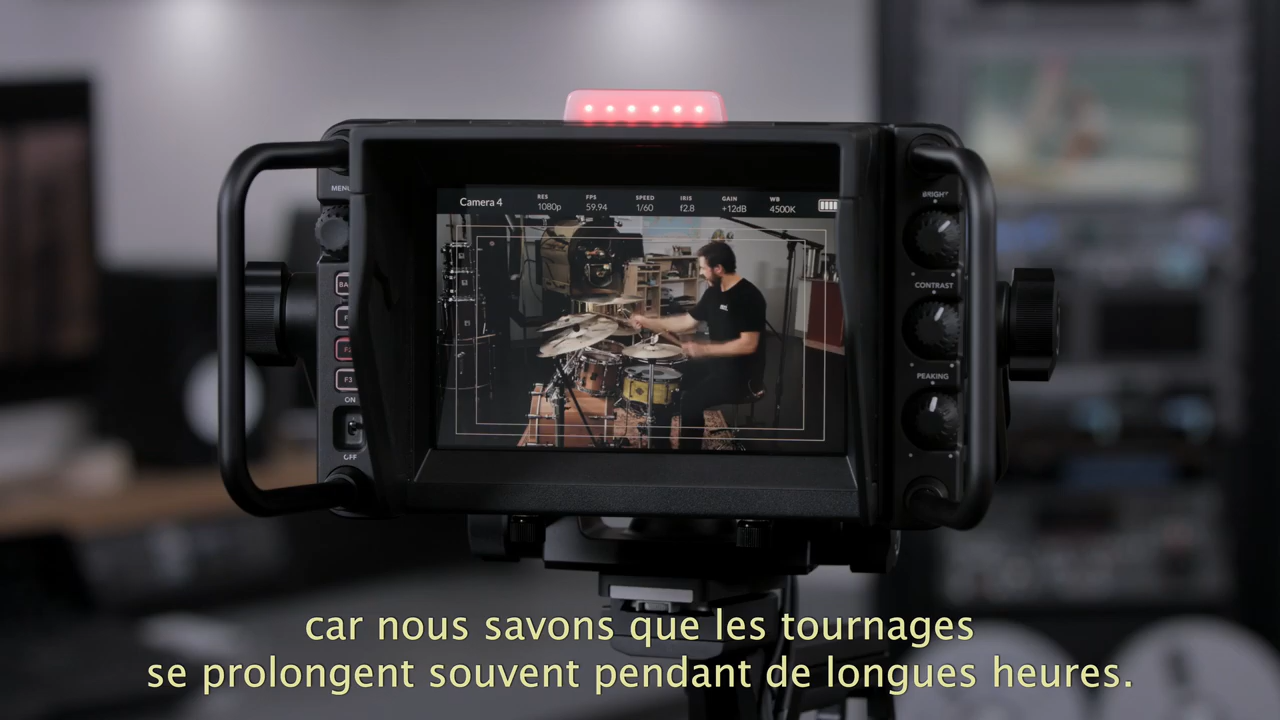 MENU
RES FPS SPEED IRIS GAIN WB
Camera 4 1080p 59.94 1/60 f2.8 +12dB 4500K
BRIGHT
CONTRAST
PEAKING
F3
ON
OFF
car nous savons que les tournages
se prolongent souvent pendant de longues heures.